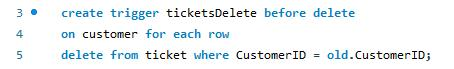 3 create trigger ticketsDelete before delete
4 on customer for each row
5 delete from ticket where CustomerID = old.CustomerID;